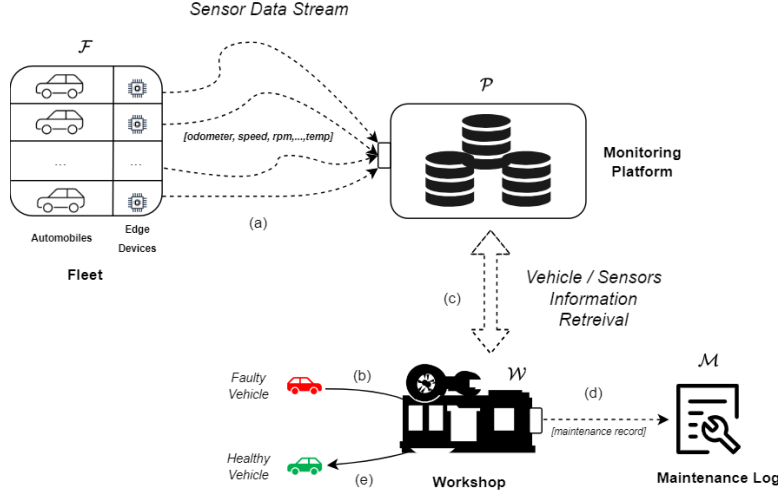 Sensor Data Stream
ℱ
𝒫
...
...
[odometer, speed, rpm,...,temp]
Monitoring
Platform
(a)
Automobiles
Edge
Devices
Fleet
(c)
Vehicle / Sensors
Information
Retreival
ℳ
𝒲
(b)
(d)
Faulty
Vehicle
[maintenance record]
Healthy
Vehicle
(e)
Workshop
Maintenance Log